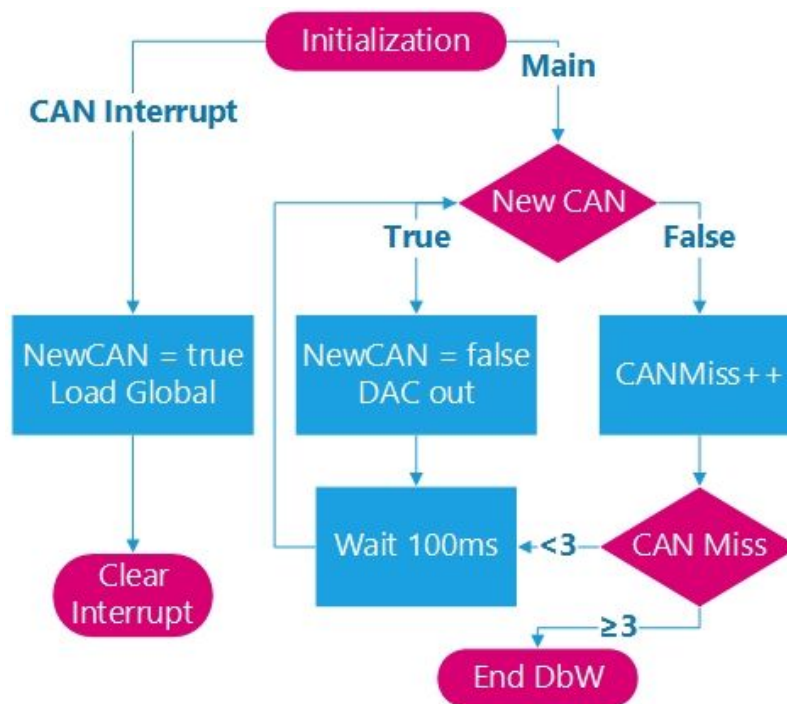 Initialization
Main
CAN Interrupt
New CAN
True
False
NewCAN = true
Load Global
NewCAN = false
DAC out
CANMiss++
Wait 100ms
<3
CAN Miss
Clear
Interrupt
≥3
End DbW